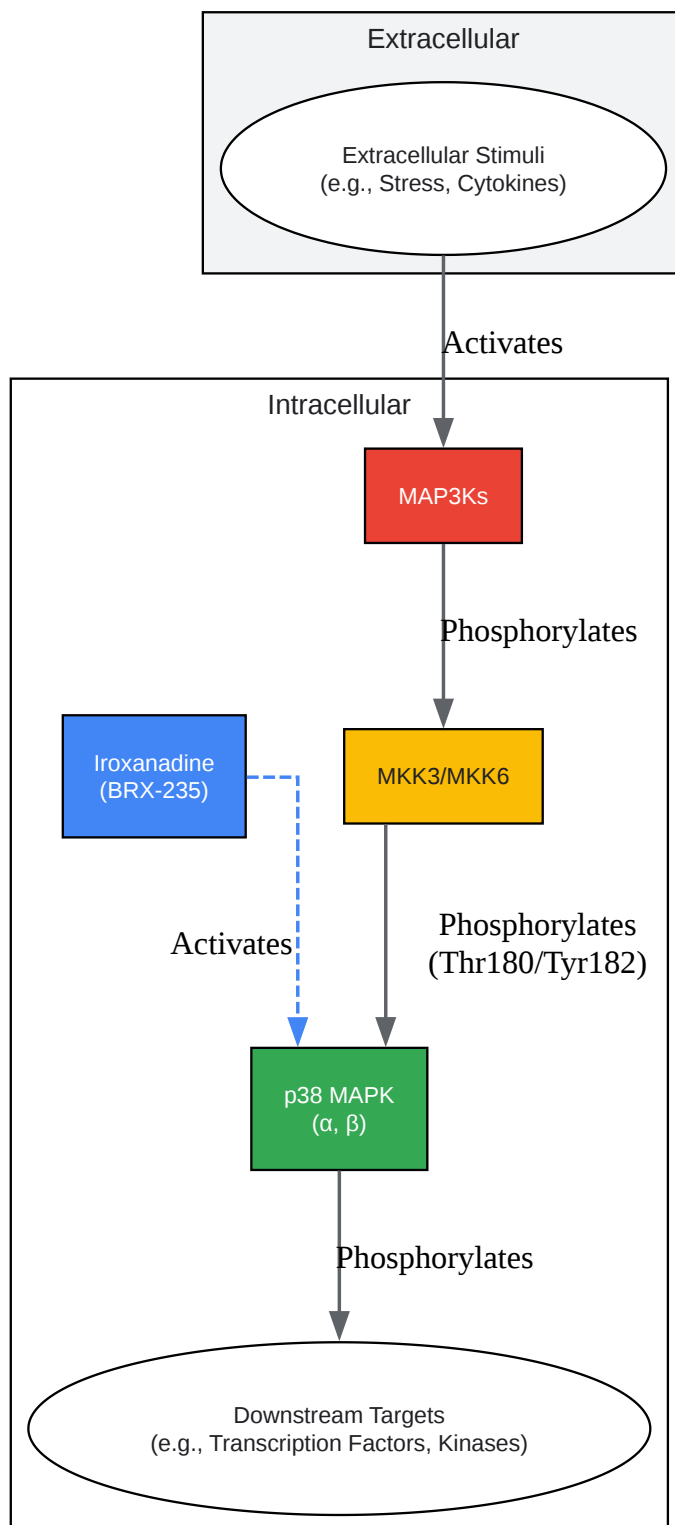 Extracellular
Extracellular Stimuli
(e.g., Stress, Cytokines)
Activates
Intracellular
MAP3Ks
Phosphorylates
Iroxanadine
(BRX-235)
MKK3/MKK6
Activates
Phosphorylates
(Thr180/Tyr182)
p38 MAPK
(α, β)
Phosphorylates
Downstream Targets
(e.g., Transcription Factors, Kinases)